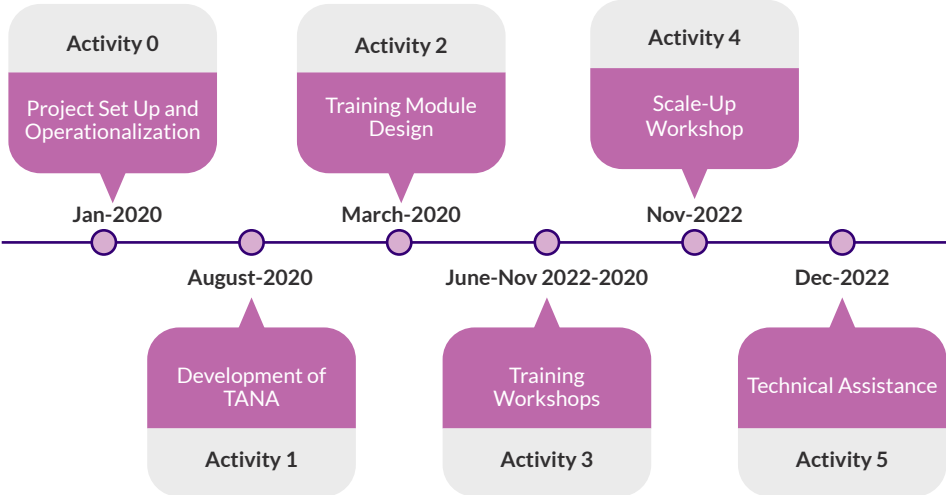 Activity 0
Project Set Up and
Operationalization
Jan-2020
August-2020
Development of
TANA
Activity 1
Activity 2
Training Module
Design
March-2020
June-Nov 2022-2020
Training
Workshops
Activity 3
Activity 4
Scale-Up
Workshop
Nov-2022
Dec-2022
Technical Assistance
Activity 5